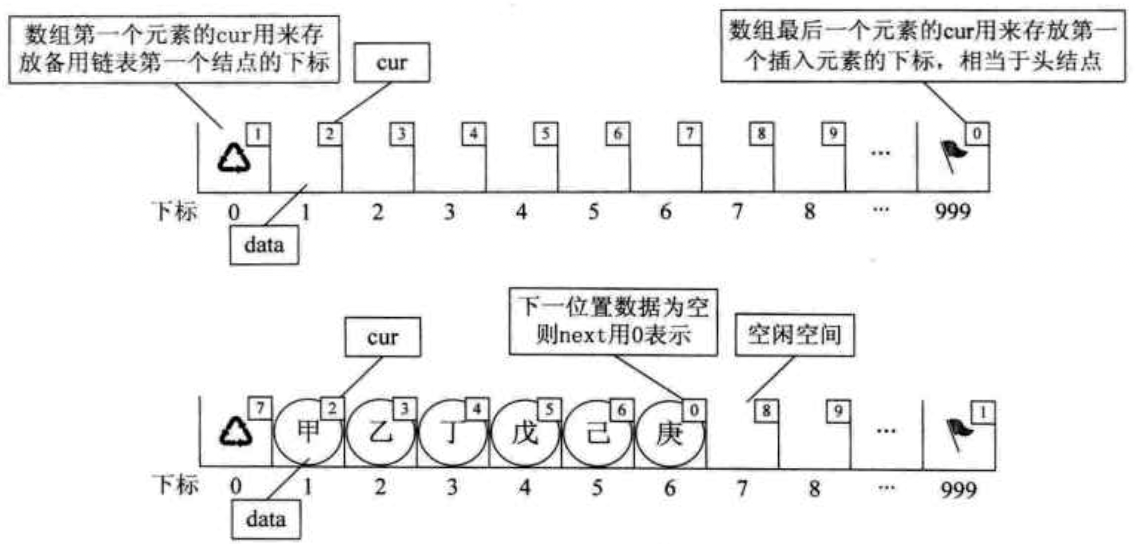 数组第一个元素的cur用来存
放备用链表第一个结点的下标
cur
数组最后一个元素的cur用来存放第一
个插入元素的下标，相当于头结点
1 2 3 4 5 6 7 8 9 … 0
下标 0 1 2 3 4 5 6 7 8 … 999
data
下一位置数据为空
则next用0表示
cur
空闲空间
7 2 3 4 5 6 0 8 9 … 1
甲 乙 丁 戊 己 庚
下标 0 1 2 3 4 5 6 7 8 … 999
data